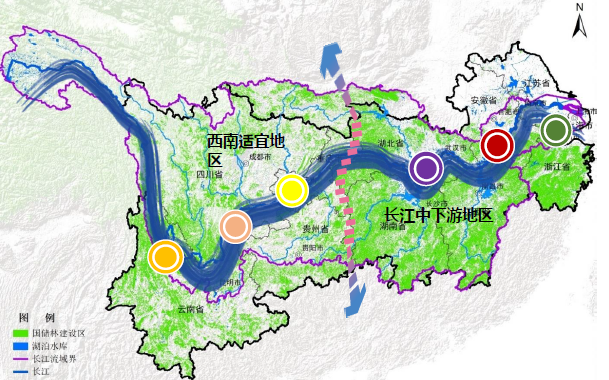 N
江苏省
安徽省
合肥市
西南适宜地
区
湖北省
武汉市
成都市
浙江省
四川省
长沙市
长江中下游地区
贵州省
湖南省
贵阳市
昆明市
云南省
图 例
国储林建设区
湖泊水库
长江流域界
长江